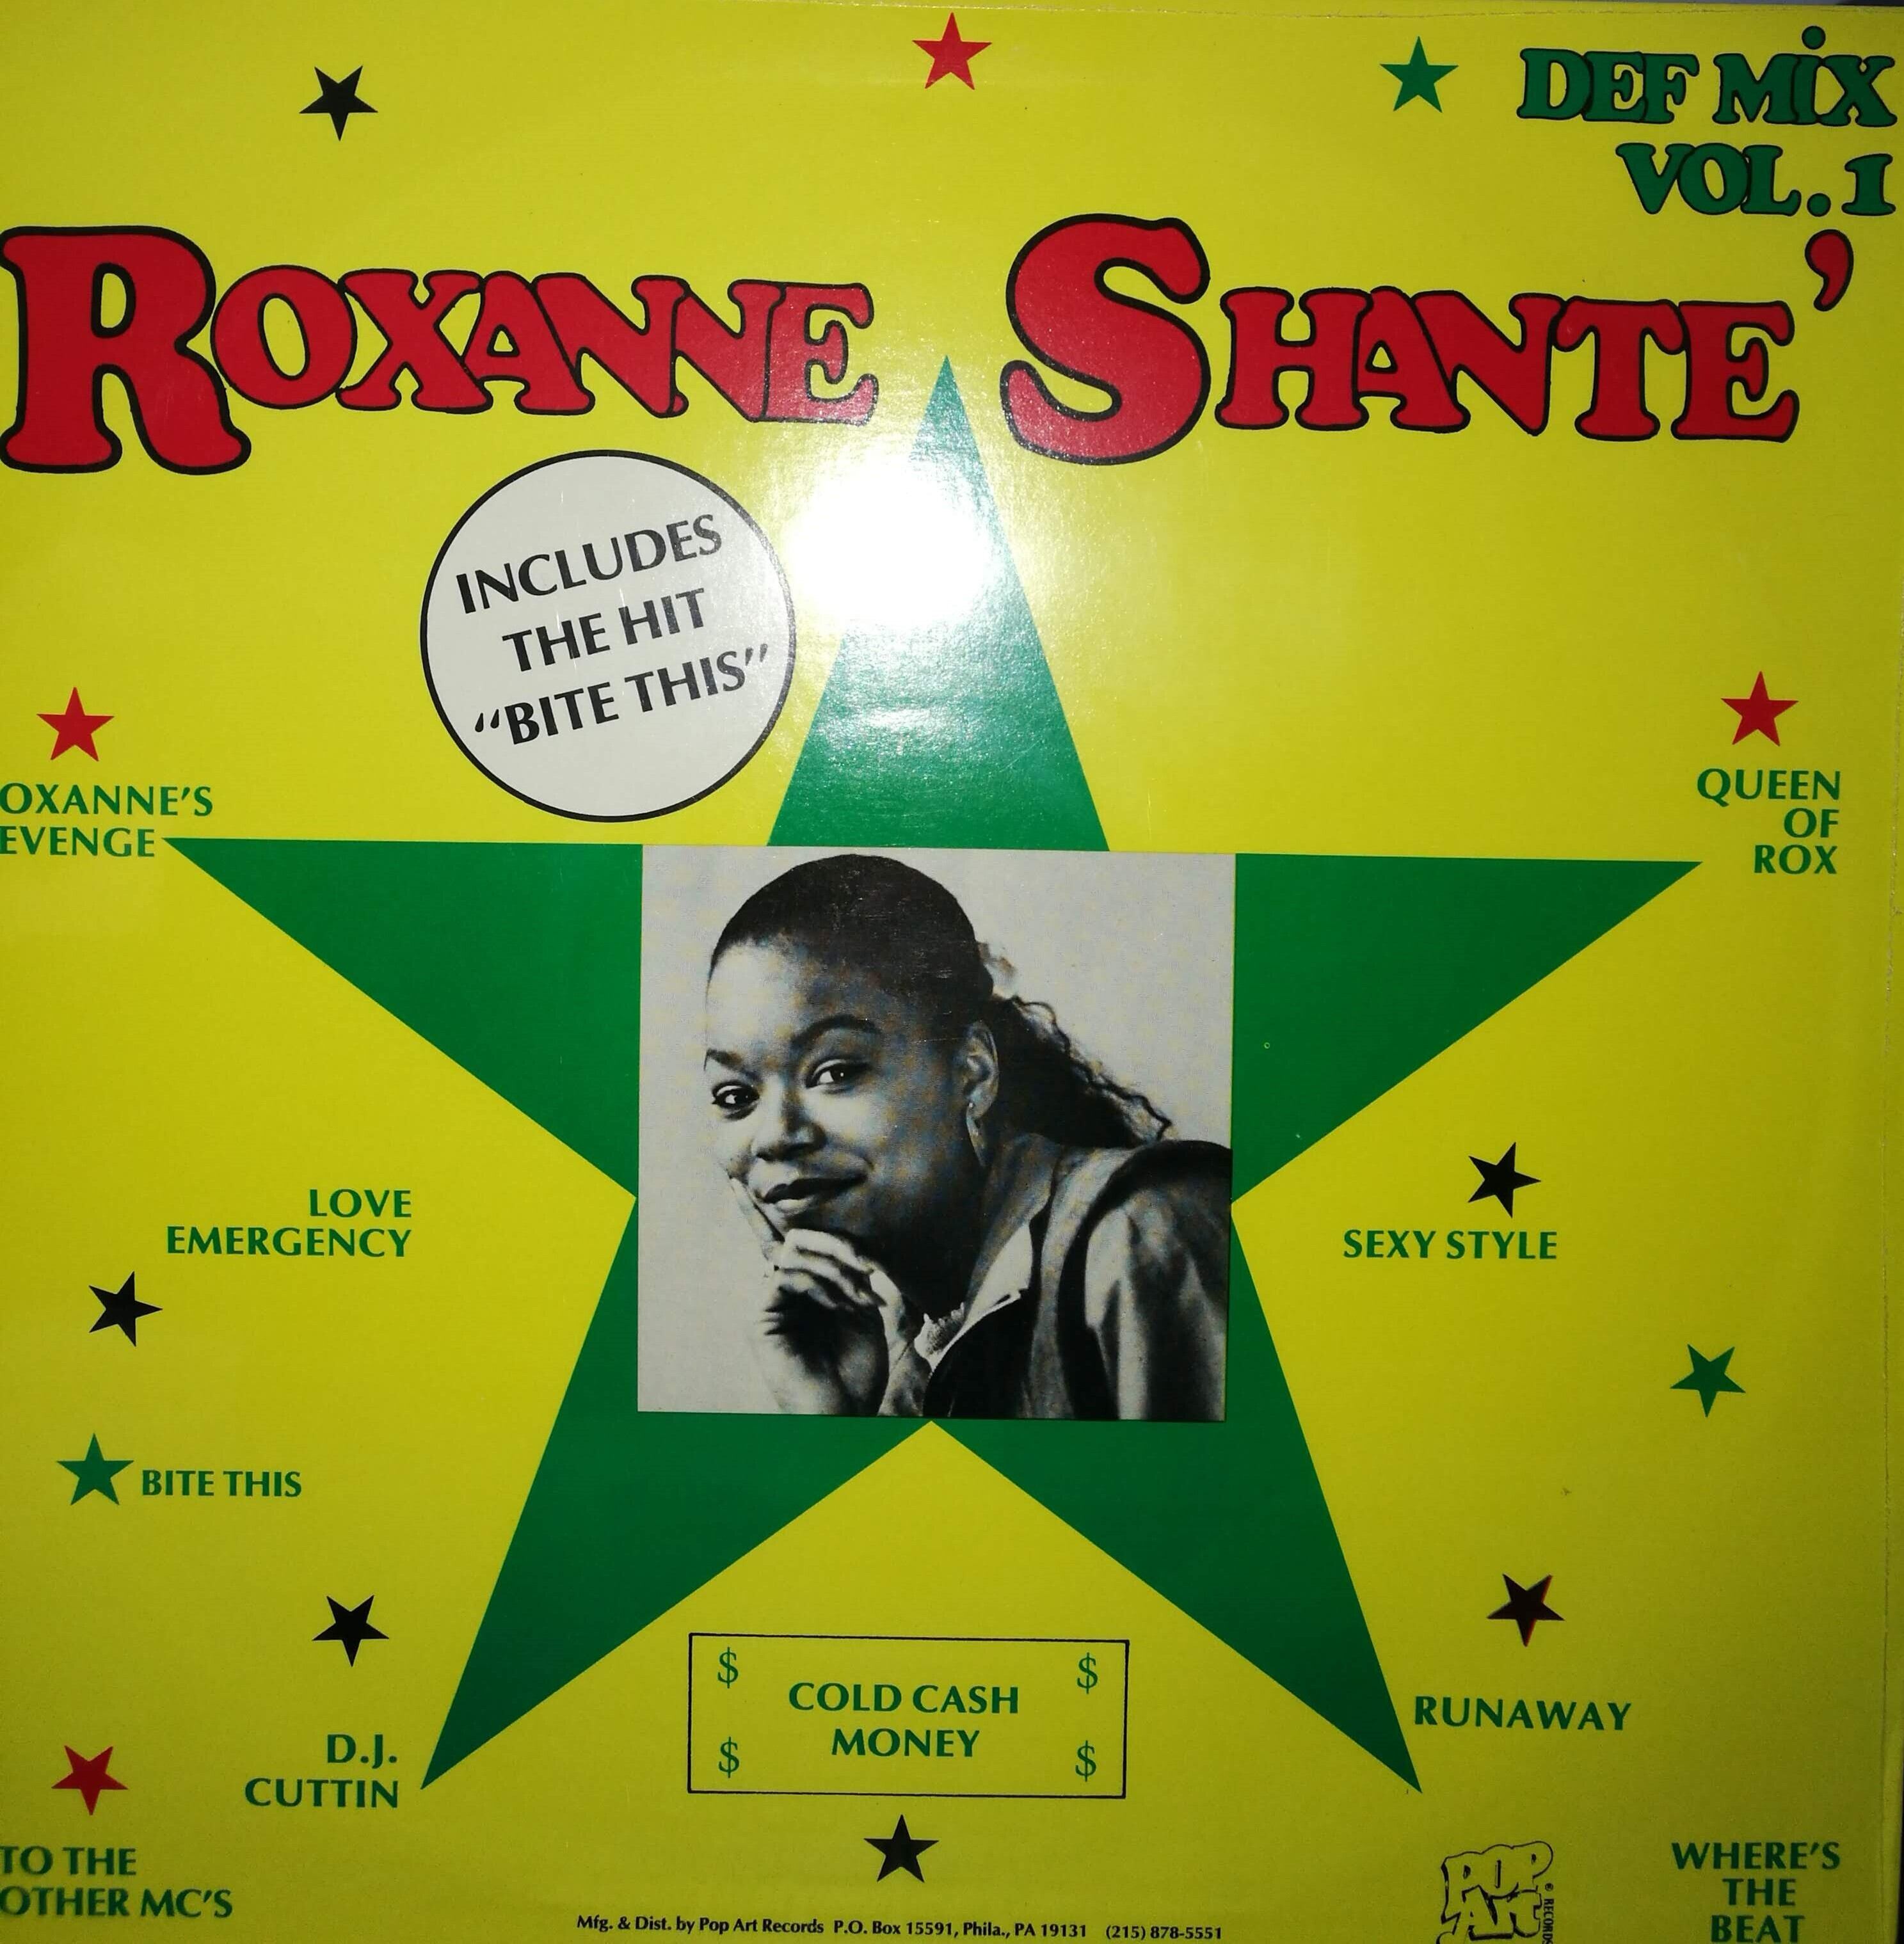 DEF MiX
VOL.1
ROXANNE SHANTE'
INCLUDES
THE HIT
"BITE THIS"
OXANNE'S
EVENGE
QUEEN
OF
ROX
LOVE
EMERGENCY
SEXY STYLE
BITE THIS
$ $
COLD CASH
MONEY
$ $
RUNAWAY
D.J.
CUTTIN
TO THE
OTHER MC'S
WHERE'S
THE
BEAT
POP
ART
® RECORDS
Mfg. & Dist. by Pop Art Records P.O. Box 15591, Phila., PA 19131 (215) 878-5551